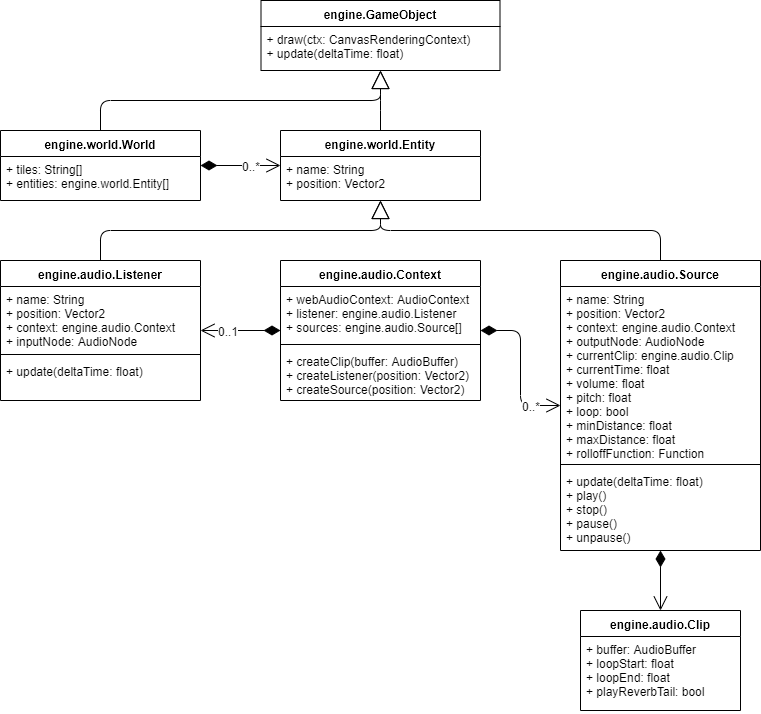 engine.GameObject
+ draw(ctx: CanvasRenderingContext)
+ update(deltaTime: float)
engine.world.World
+ tiles: String[]
+ entities: engine.world.Entity[]
0..*
engine.world.Entity
+ name: String
+ position: Vector2
engine.audio.Listener
+ name: String
+ position: Vector2
+ context: engine.audio.Context
+ inputNode: AudioNode
+ update(deltaTime: float)
0..1
engine.audio.Context
+ webAudioContext: AudioContext
+ listener: engine.audio.Listener
+ sources: engine.audio.Source[]
+ createClip(buffer: AudioBuffer)
+ createListener(position: Vector2)
+ createSource(position: Vector2)
0..*
engine.audio.Source
+ name: String
+ position: Vector2
+ context: engine.audio.Context
+ outputNode: AudioNode
+ currentClip: engine.audio.Clip
+ currentTime: float
+ volume: float
+ pitch: float
+ loop: bool
+ minDistance: float
+ maxDistance: float
+ rolloffFunction: Function
+ update(deltaTime: float)
+ play()
+ stop()
+ pause()
+ unpause()
engine.audio.Clip
+ buffer: AudioBuffer
+ loopStart: float
+ loopEnd: float
+ playReverbTail: bool